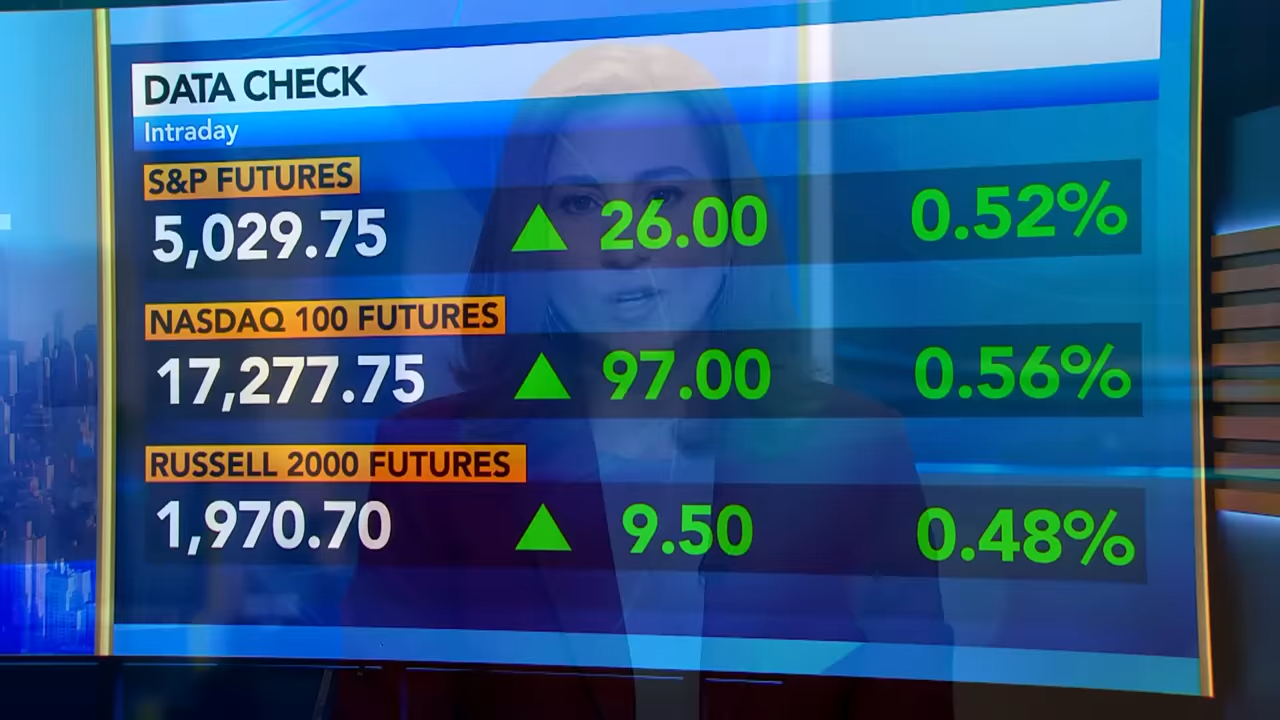 DATA CHECK
Intraday
S&P FUTURES
5,029.75 ▲ 26.00 0.52%
NASDAQ 100 FUTURES
17,277.75 ▲ 97.00 0.56%
RUSSELL 2000 FUTURES
1,970.70 ▲ 9.50 0.48%